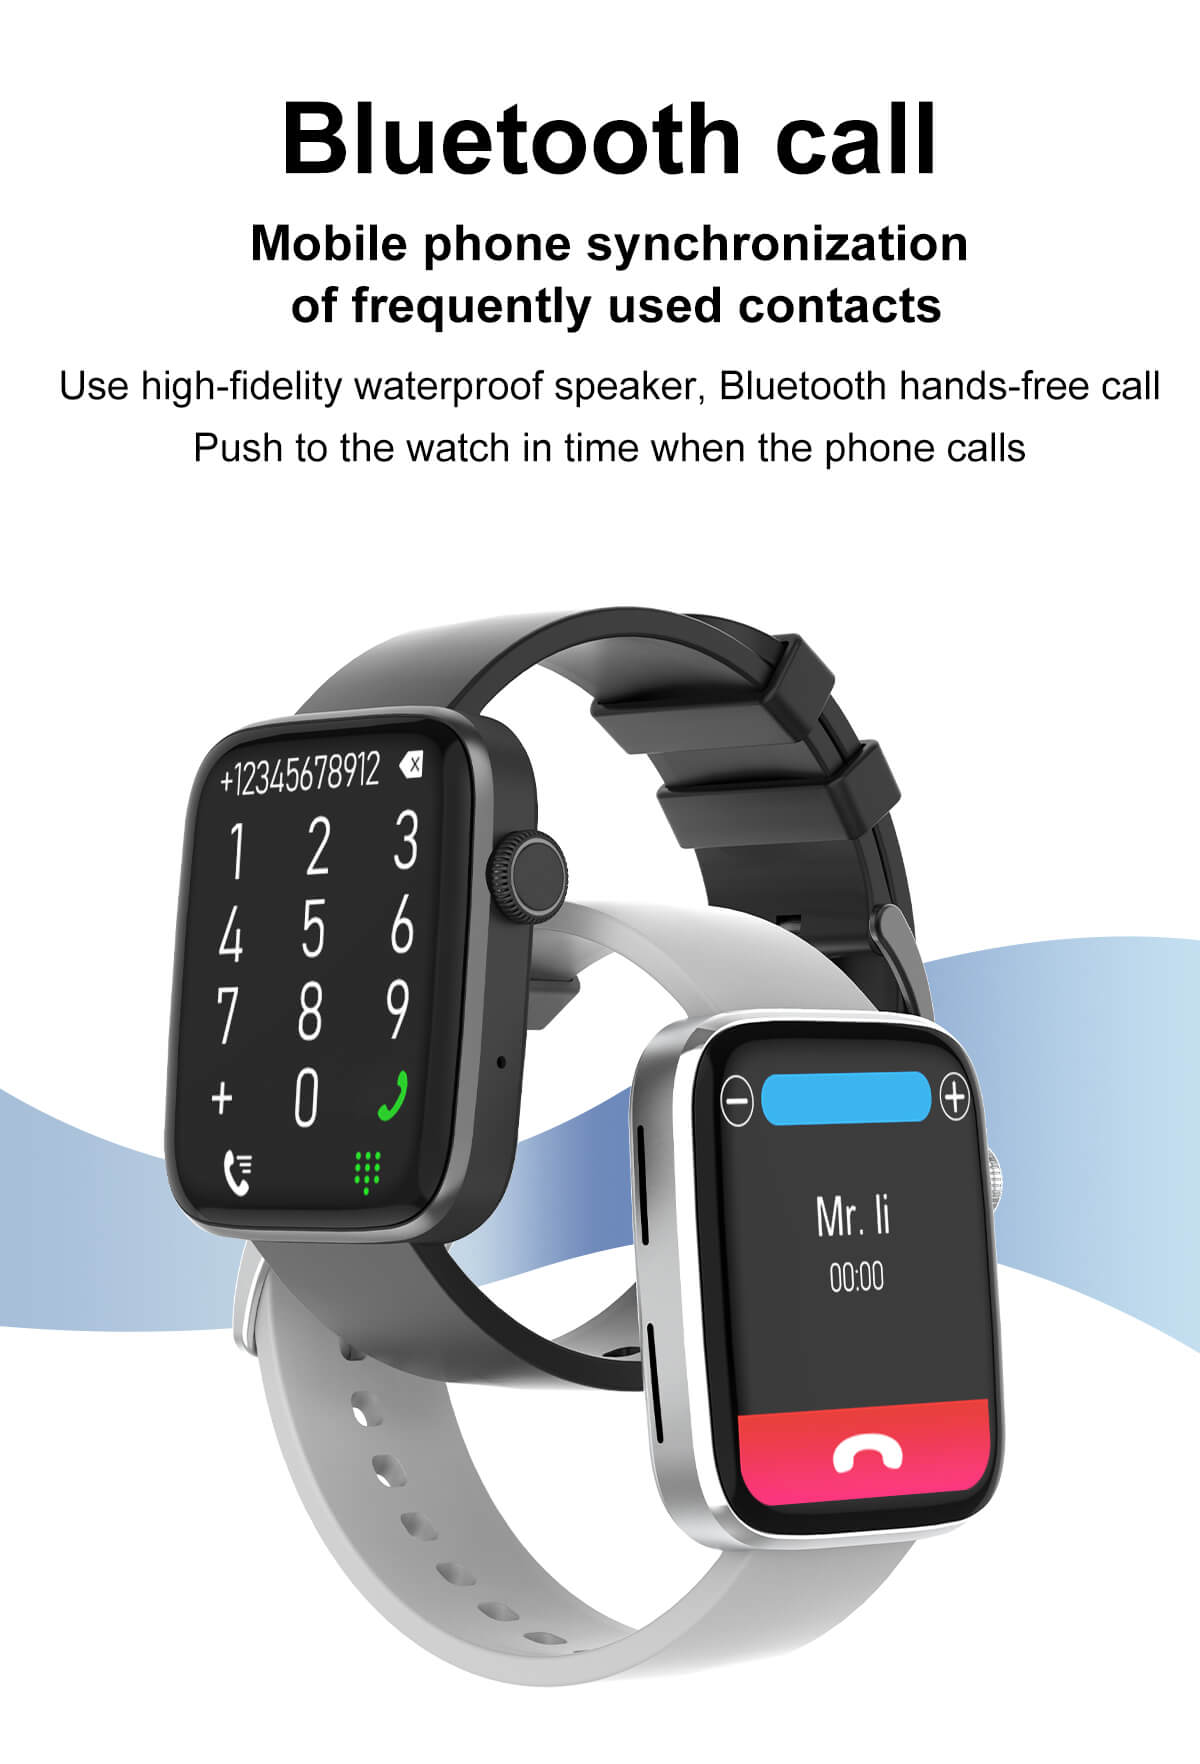 Bluetooth call
Mobile phone synchronization
of frequently used contacts
Use high-fidelity waterproof speaker, Bluetooth hands-free call
Push to the watch in time when the phone calls
+12345678912 X
1 2 3
4 5 6
7 8 9
+ 0
Mr. li
00:00